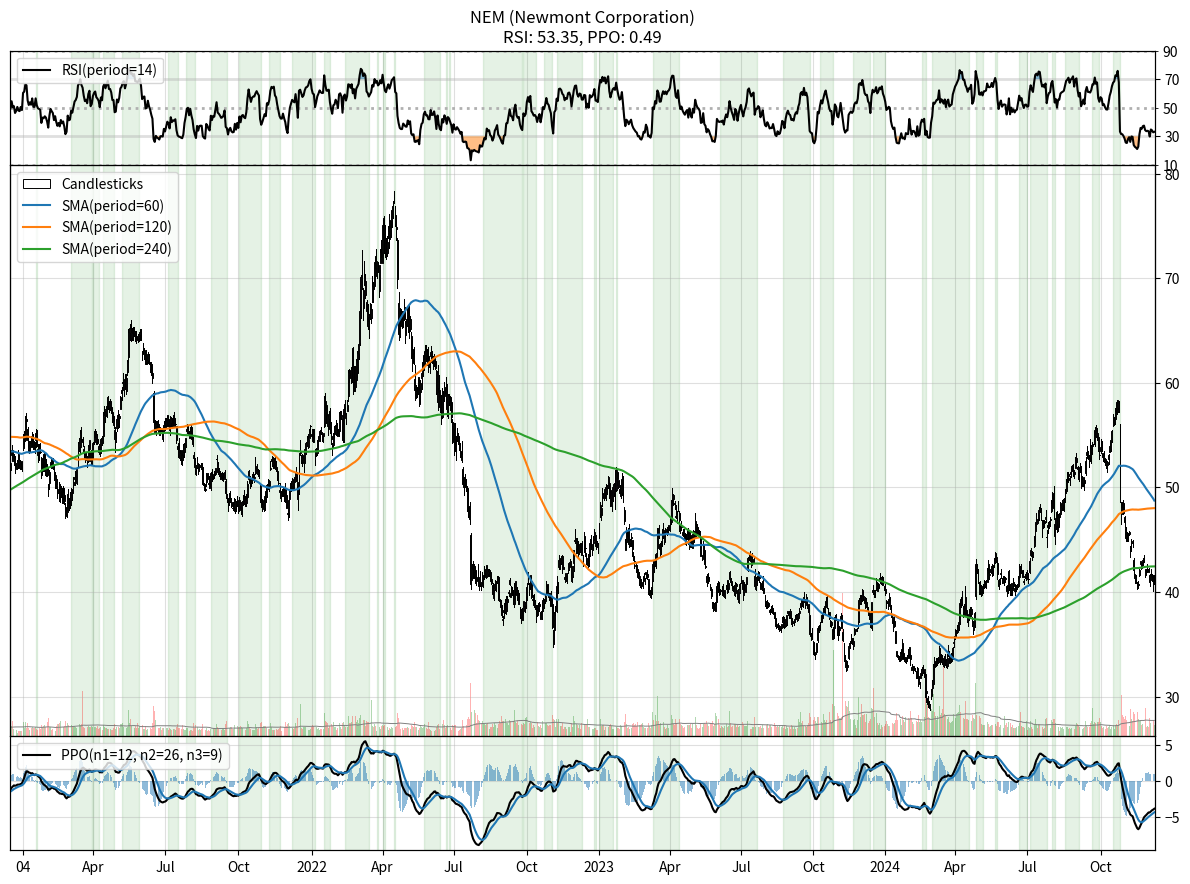 NEM (Newmont Corporation)
RSI: 53.35, PPO: 0.49
RSI(period=14)
90
70
50
30
10
Candlesticks
SMA(period=60)
SMA(period=120)
SMA(period=240)
80
70
60
50
40
30
PPO(n1=12, n2=26, n3=9)
5
0
−5
04 Apr Jul Oct 2022 Apr Jul Oct 2023 Apr Jul Oct 2024 Apr Jul Oct